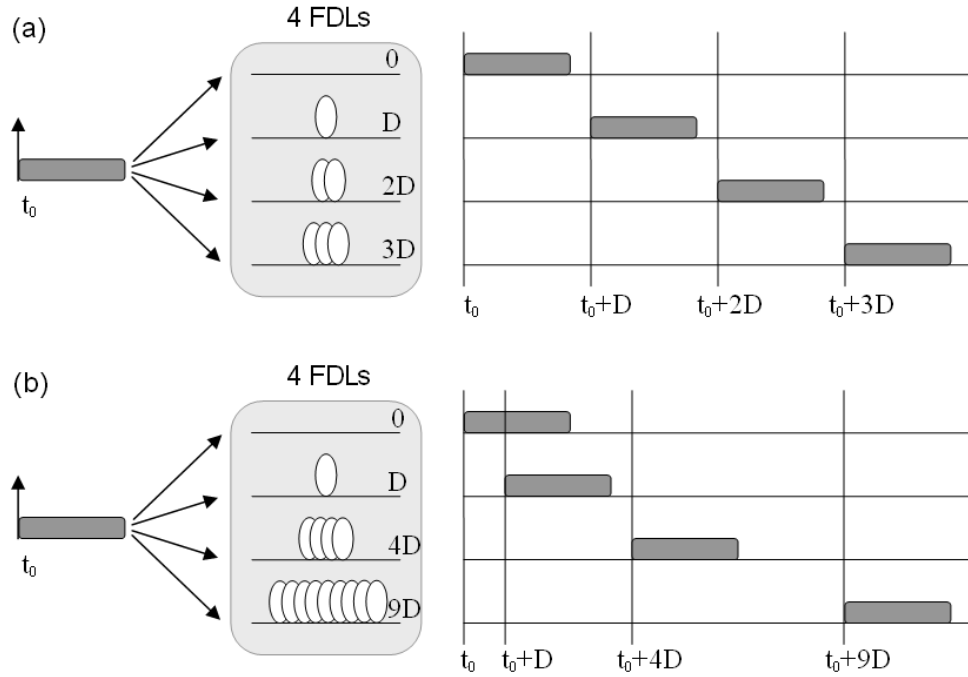 (a)
4 FDLs
0
D
2D
3D
t₀
t₀ t₀+D t₀+2D t₀+3D
(b)
4 FDLs
0
D
4D
9D
t₀
t₀ t₀+D t₀+4D t₀+9D